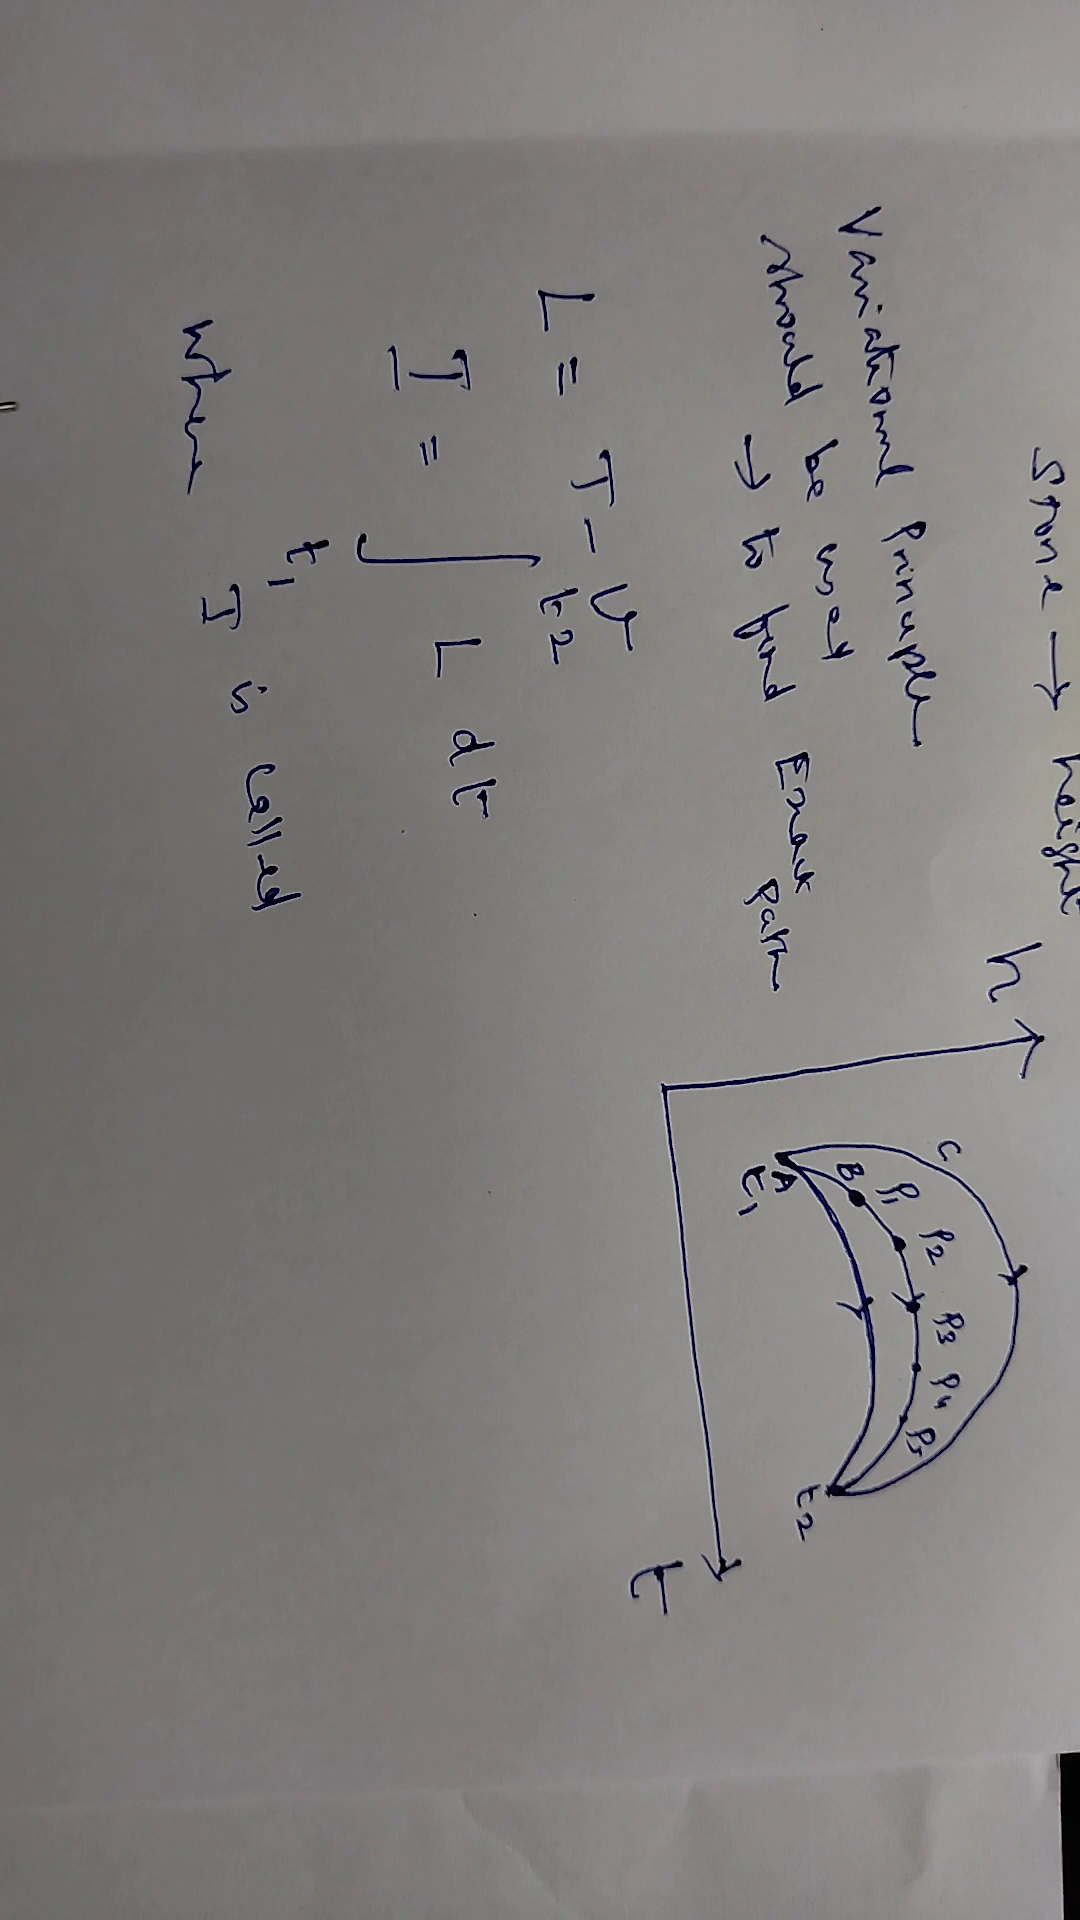 Stone → height
Variational Principle
should be used
→ to find Exact
Path
L = T - V
I = ∫ L dt
t2
t1
Where I is called
h
C
B
P1
P2
P3
P4
P5
A
t1
t2
t